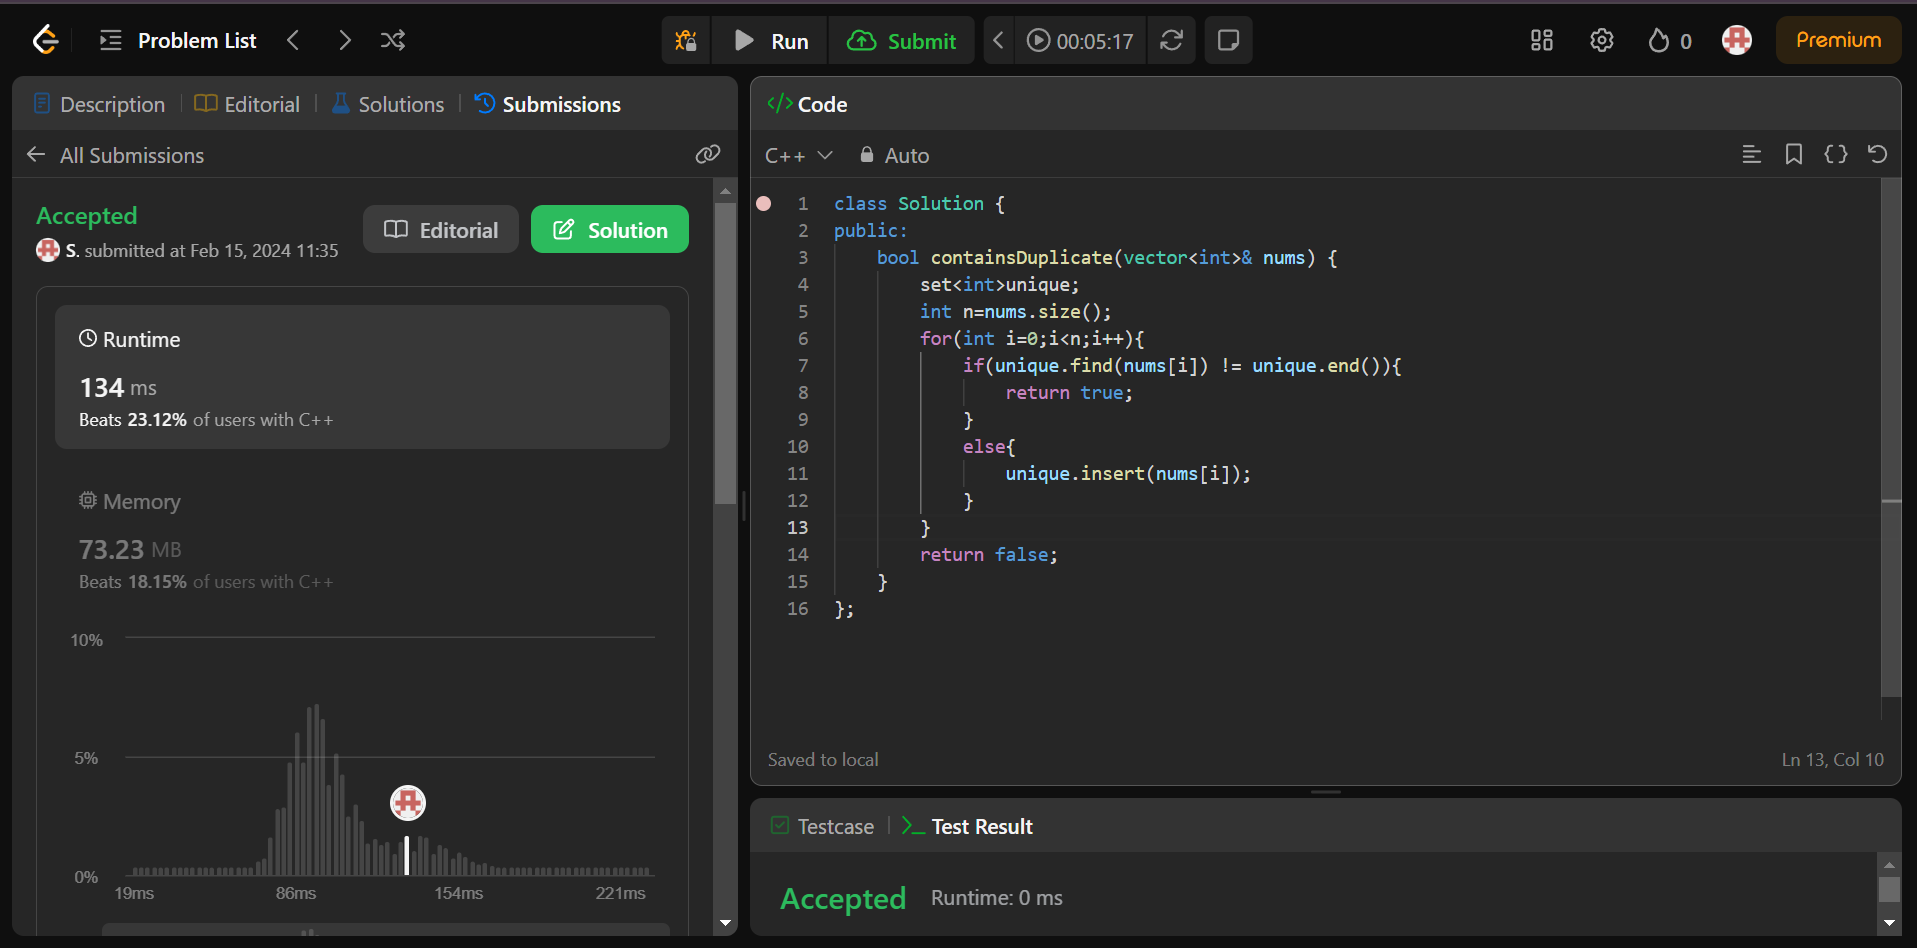 Problem List
Run
Submit
00:05:17
0
Premium
Description
Editorial
Solutions
Submissions
All Submissions
Accepted
S. submitted at Feb 15, 2024 11:35
Editorial
Solution
Runtime
134 ms
Beats 23.12% of users with C++
Memory
73.23 MB
Beats 18.15% of users with C++
10%
5%
0%
19ms 86ms 154ms 221ms
</> Code
C++ Auto
1 class Solution {
2 public:
3     bool containsDuplicate(vector<int>& nums) {
4         set<int>unique;
5         int n=nums.size();
6         for(int i=0;i<n;i++){
7             if(unique.find(nums[i]) != unique.end()){
8                 return true;
9             }
10             else{
11                 unique.insert(nums[i]);
12             }
13         }
14         return false;
15     }
16 };
Saved to local
Ln 13, Col 10
Testcase
Test Result
Accepted
Runtime: 0 ms